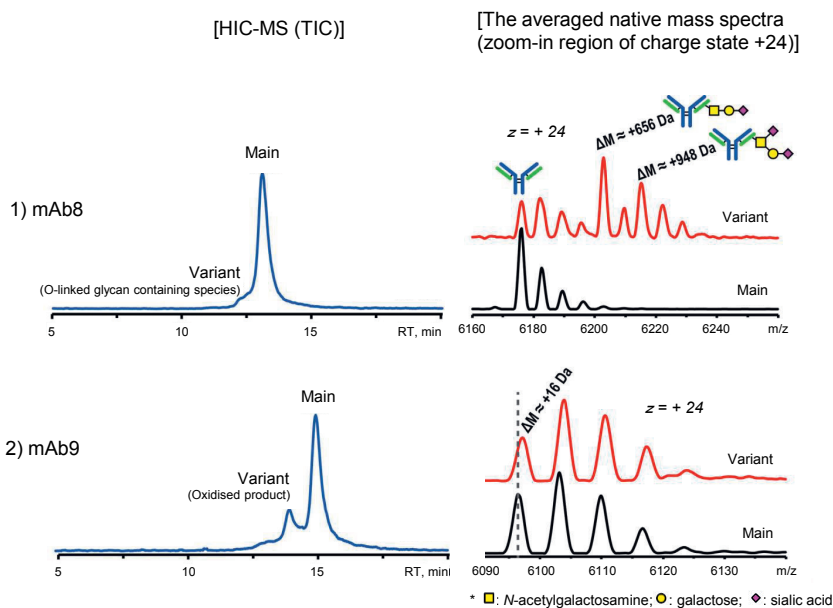 [HIC-MS (TIC)]
[The averaged native mass spectra
(zoom-in region of charge state +24)]
1) mAb8
Main
Variant
(O-linked glycan containing species)
5
10
15
RT, min
z = + 24
ΔM ≈ +656 Da
ΔM ≈ +948 Da
Variant
Main
6160
6180
6200
6220
6240
m/z
2) mAb9
Main
Variant
(Oxidised product)
5
10
15
RT, min
ΔM ≈ +16 Da
z = + 24
Variant
Main
6090
6100
6110
6120
6130
m/z
* : N-acetylgalactosamine; : galactose; : sialic acid